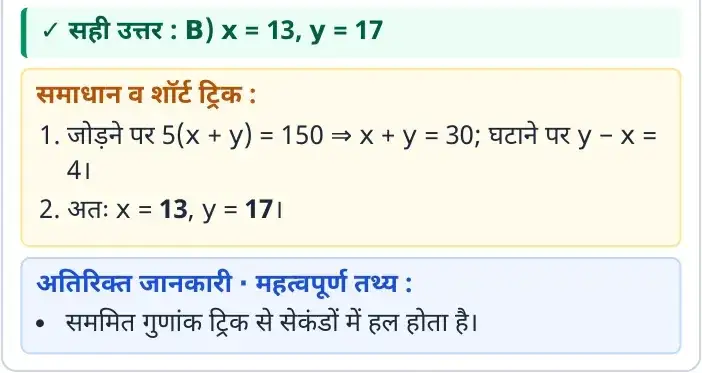 ✓ सही उत्तर : B) x = 13, y = 17
समाधान व शॉर्ट ट्रिक :
1. जोड़ने पर 5(x + y) = 150 ⇒ x + y = 30; घटाने पर y − x =
4।
2. अतः x = 13, y = 17।
अतिरिक्त जानकारी · महत्वपूर्ण तथ्य :
• सममित गुणांक ट्रिक से सेकंडों में हल होता है।